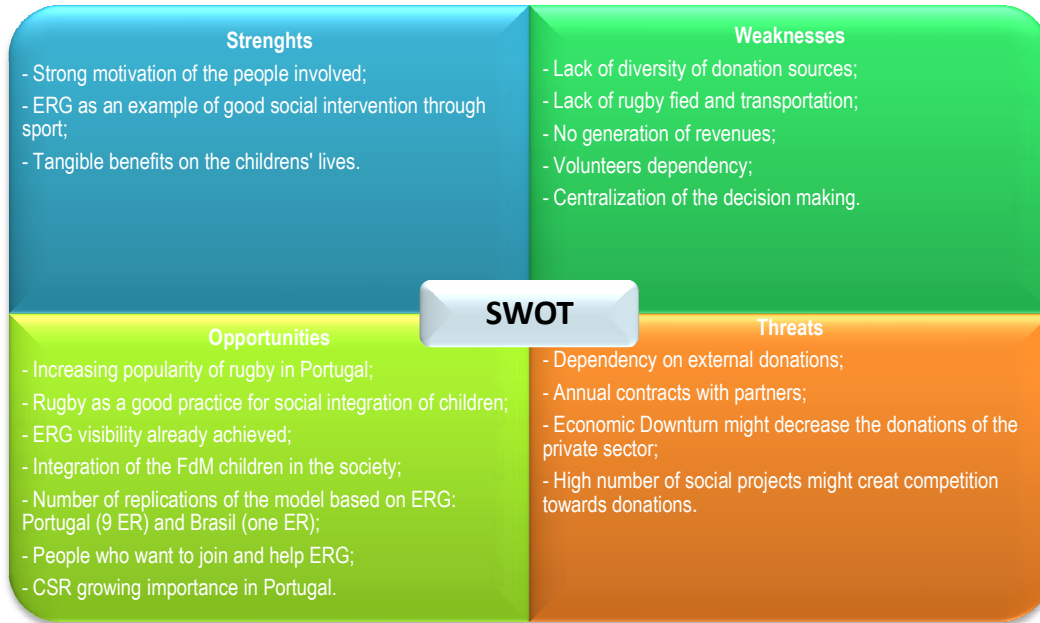 Strenghts
- Strong motivation of the people involved;
- ERG as an example of good social intervention through
sport;
- Tangible benefits on the childrens' lives.
Weaknesses
- Lack of diversity of donation sources;
- Lack of rugby fied and transportation;
- No generation of revenues;
- Volunteers dependency;
- Centralization of the decision making.
SWOT
Opportunities
- Increasing popularity of rugby in Portugal;
- Rugby as a good practice for social integration of children;
- ERG visibility already achieved;
- Integration of the FdM children in the society;
- Number of replications of the model based on ERG:
Portugal (9 ER) and Brasil (one ER);
- People who want to join and help ERG;
- CSR growing importance in Portugal.
Threats
- Dependency on external donations;
- Annual contracts with partners;
- Economic Downturn might decrease the donations of the
private sector;
- High number of social projects might creat competition
towards donations.